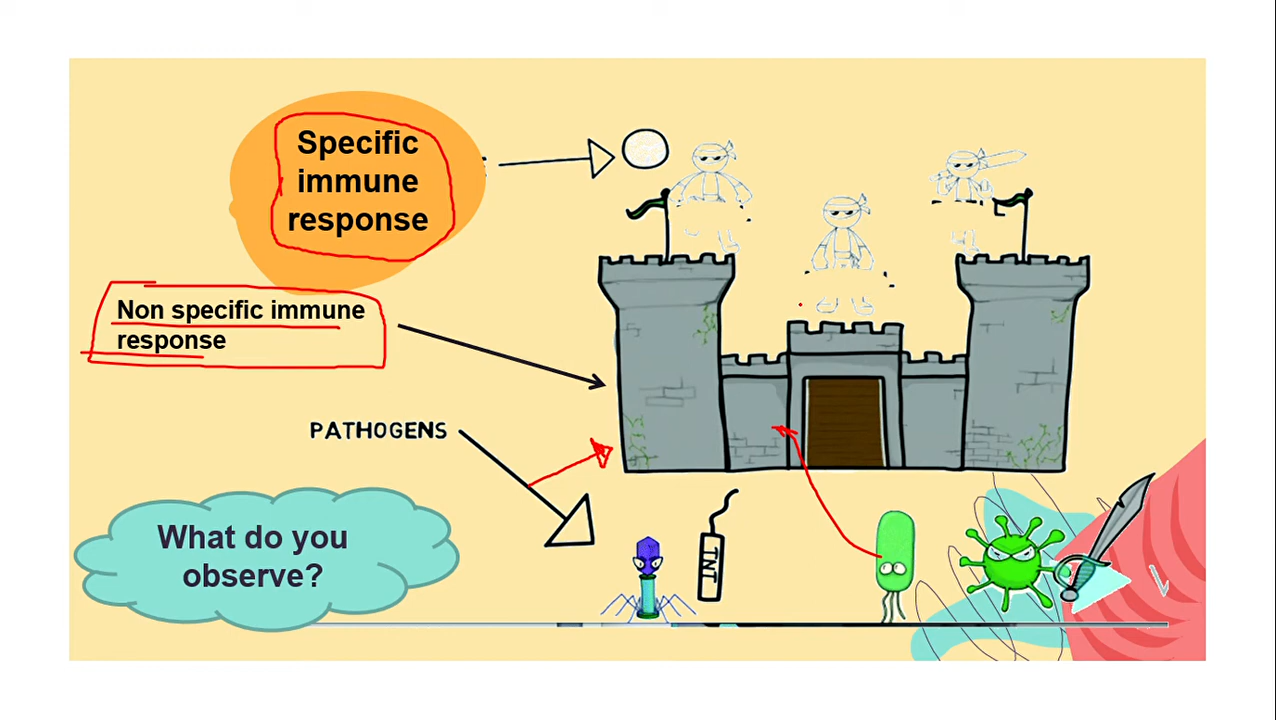 Specific
immune
response
Non specific immune
response
PATHOGENS
TNT
What do you
observe?